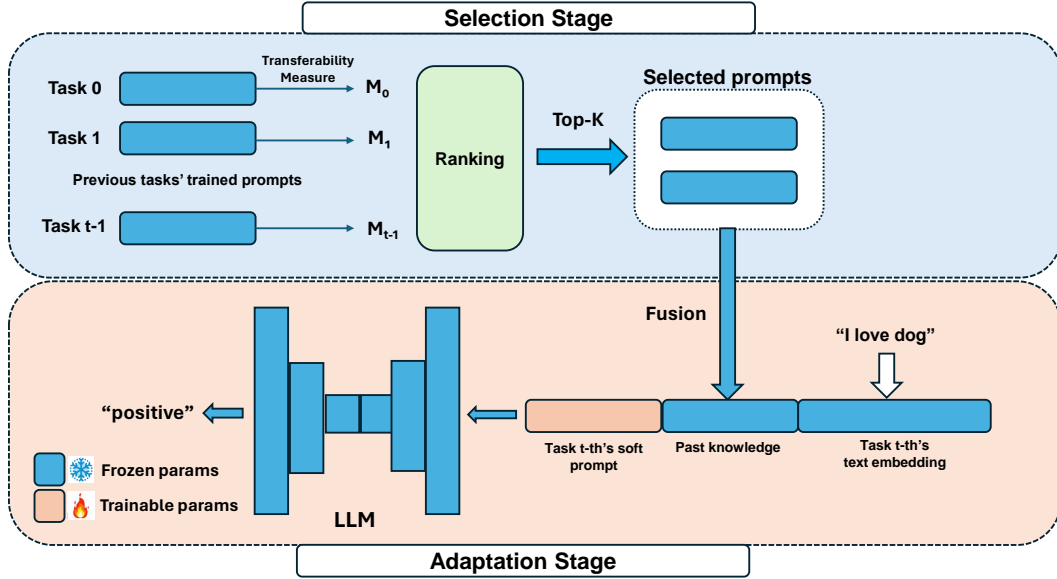 Selection Stage
Task 0
Transferability
Measure
M0
Task 1
M1
Previous tasks' trained prompts
Task t-1
Mt-1
Ranking
Top-K
Selected prompts
Fusion
“I love dog”
“positive”
Task t-th's soft
prompt
Past knowledge
Task t-th's
text embedding
Frozen params
Trainable params
LLM
Adaptation Stage